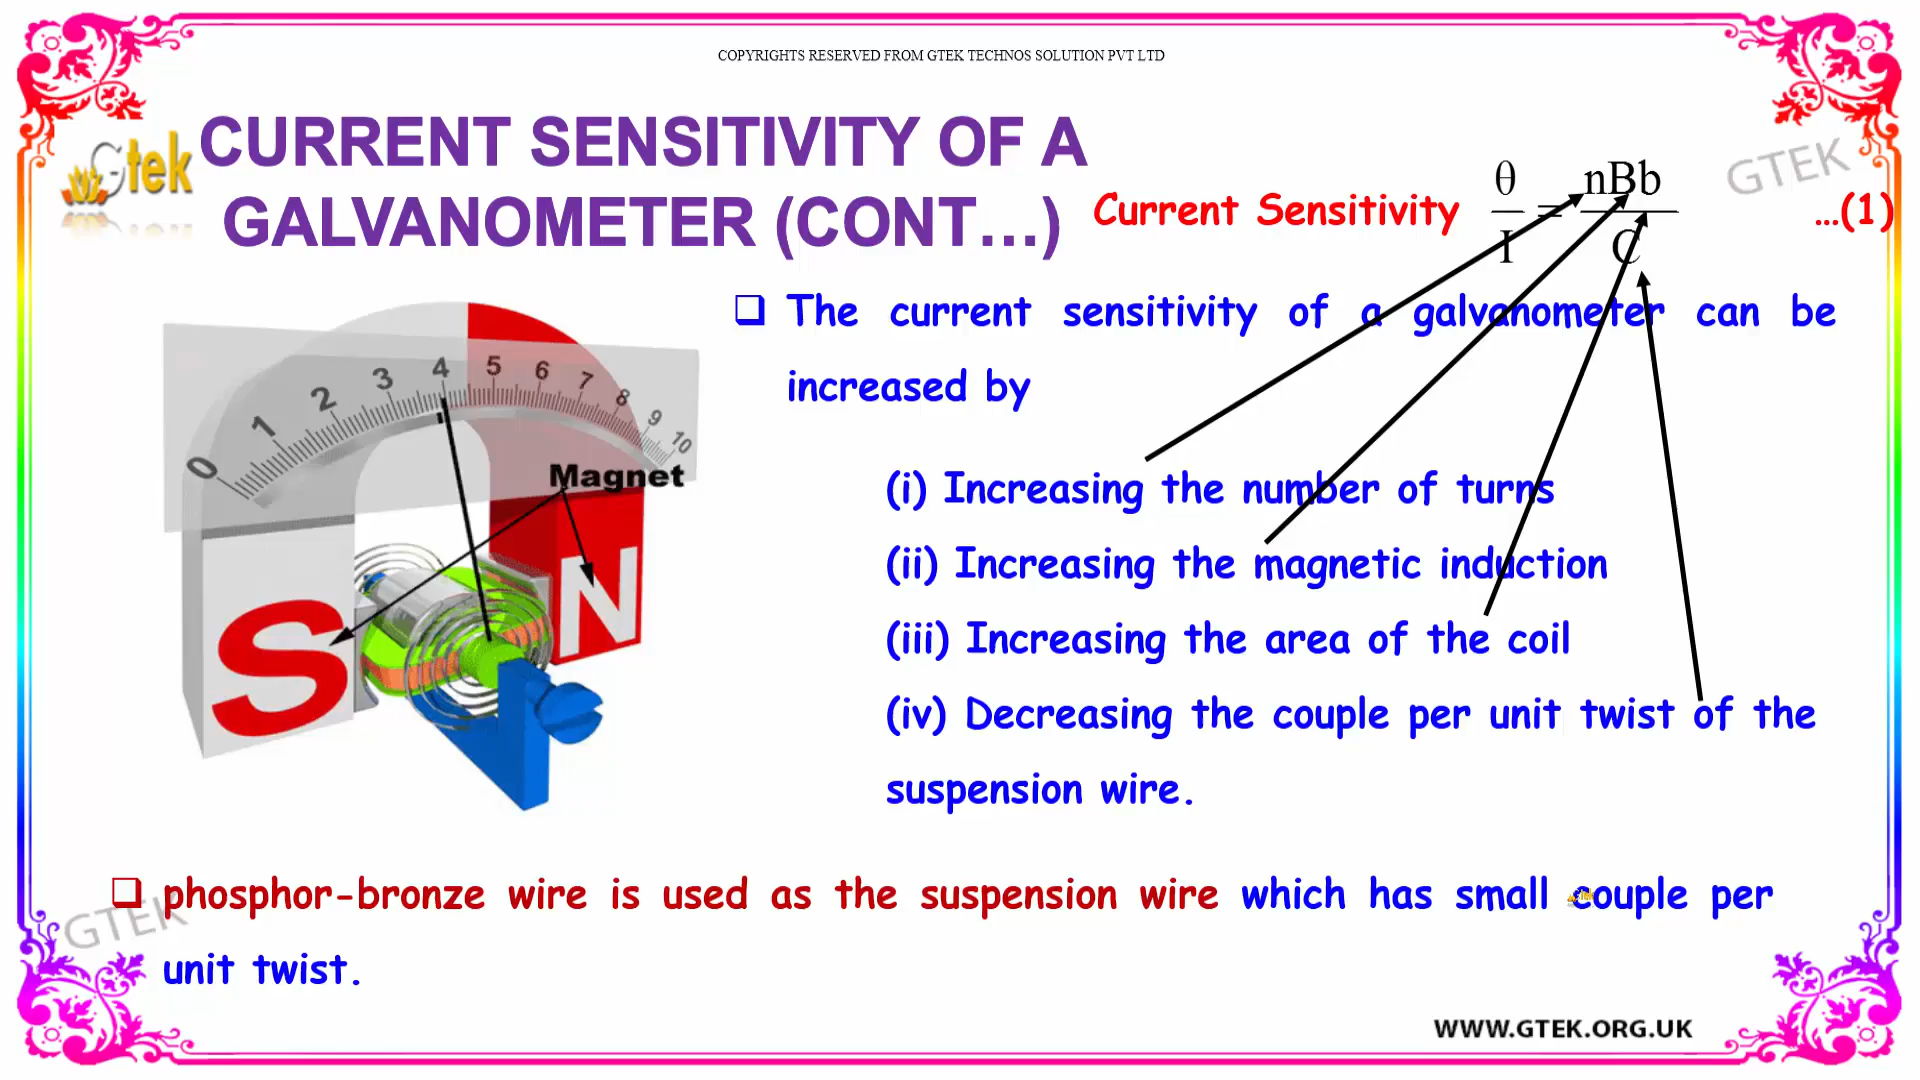 COPYRIGHTS RESERVED FROM GTEK TECHNOS SOLUTION PVT LTD
Gtek
CURRENT SENSITIVITY OF A
GALVANOMETER (CONT…)
GTEK
Current Sensitivity θ/I = nBb/C …(1)
The current sensitivity of a galvanometer can be
increased by
0 1 2 3 4 5 6 7 8 9 10
Magnet
S N
(i) Increasing the number of turns
(ii) Increasing the magnetic induction
(iii) Increasing the area of the coil
(iv) Decreasing the couple per unit twist of the
suspension wire.
phosphor-bronze wire is used as the suspension wire which has small couple per
unit twist.
GTEK
WWW.GTEK.ORG.UK